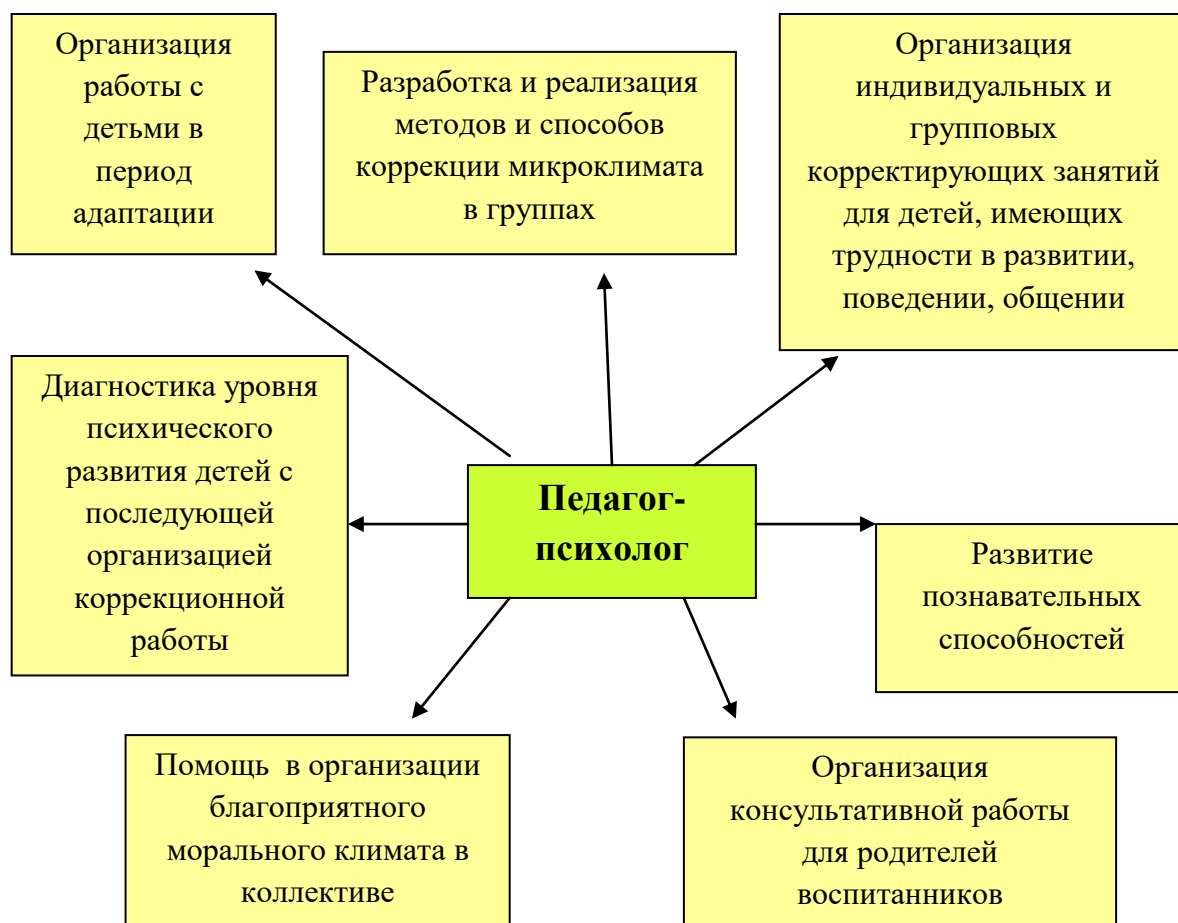 Организация
работы с
детьми в
период
адаптации
Разработка и реализация
методов и способов
коррекции микроклимата
в группах
Организация
индивидуальных и
групповых
корректирующих занятий
для детей, имеющих
трудности в развитии,
поведении, общении
Диагностика уровня
психического
развития детей с
последующей
организацией
коррекционной
работы
Педагог-
психолог
Развитие
познавательных
способностей
Помощь  в организации
благоприятного
морального климата в
коллективе
Организация
консультативной работы
для родителей
воспитанников